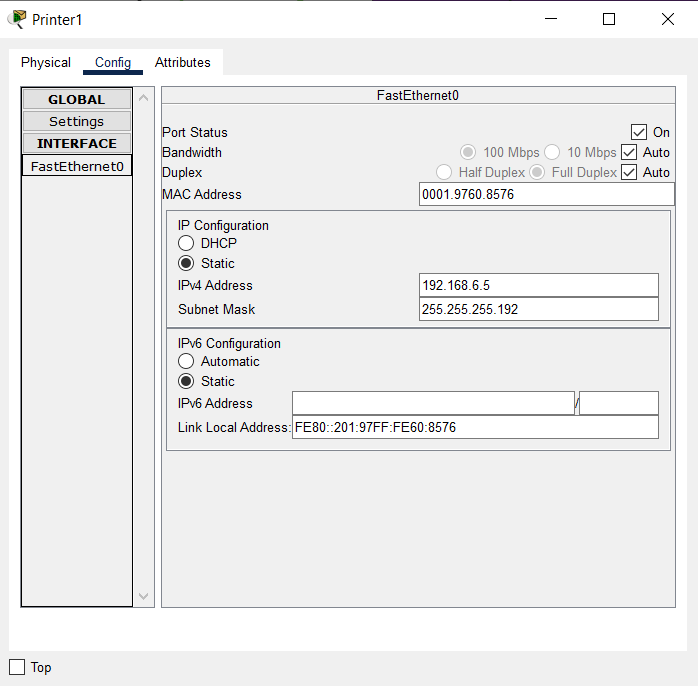 Printer1
Physical Config Attributes
GLOBAL
Settings
INTERFACE
FastEthernet0
FastEthernet0
Port Status On
Bandwidth 100 Mbps 10 Mbps Auto
Duplex Half Duplex Full Duplex Auto
MAC Address 0001.9760.8576
IP Configuration
DHCP
Static
IPv4 Address 192.168.6.5
Subnet Mask 255.255.255.192
IPv6 Configuration
Automatic
Static
IPv6 Address /
Link Local Address: FE80::201:97FF:FE60:8576
Top